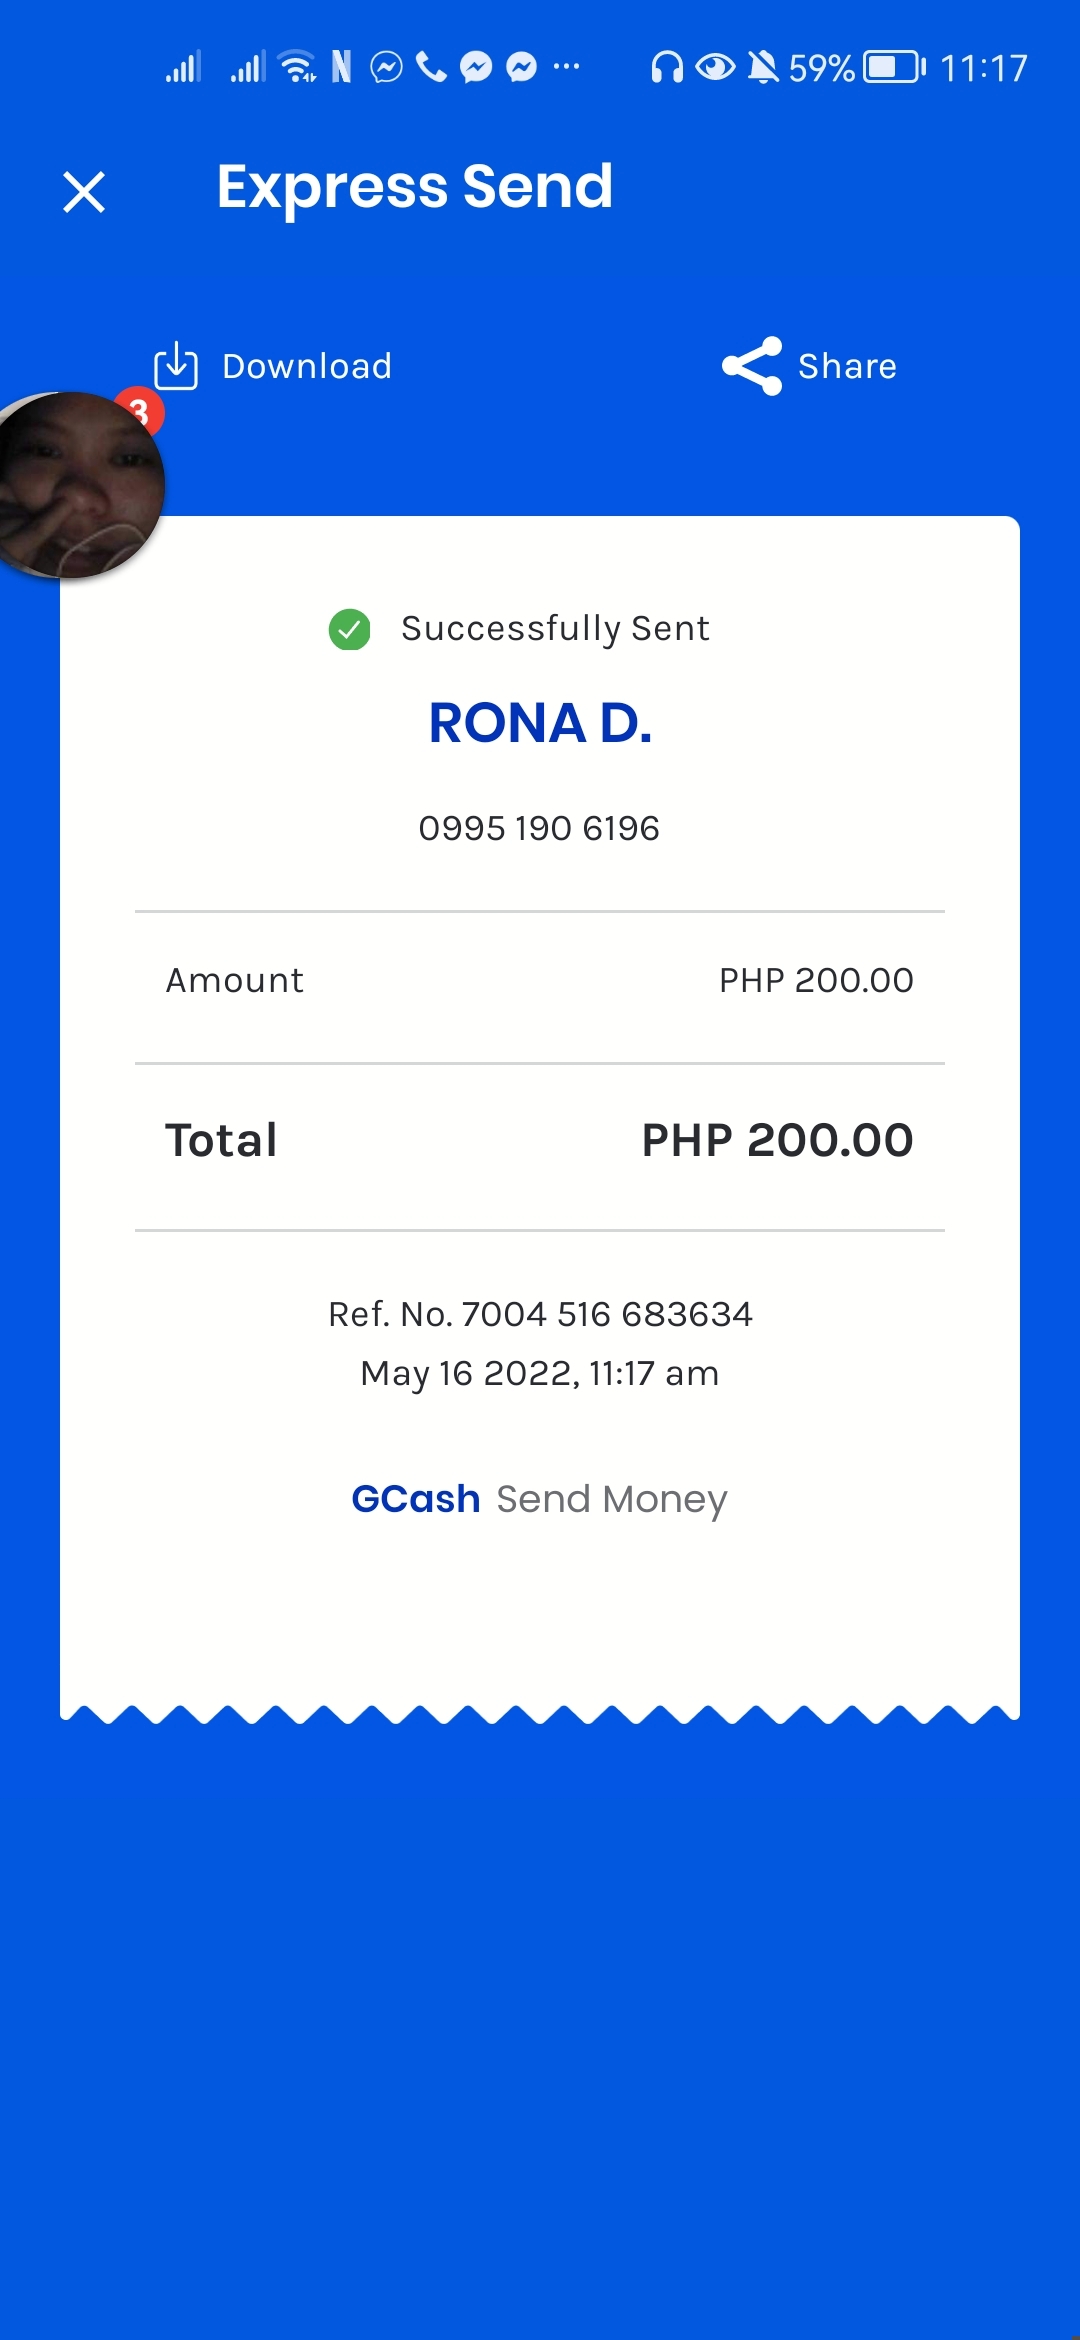 59% 11:17
Express Send
Download
Share
3
Successfully Sent
RONA D.
0995 190 6196
Amount PHP 200.00
Total PHP 200.00
Ref. No. 7004 516 683634
May 16 2022, 11:17 am
GCash Send Money